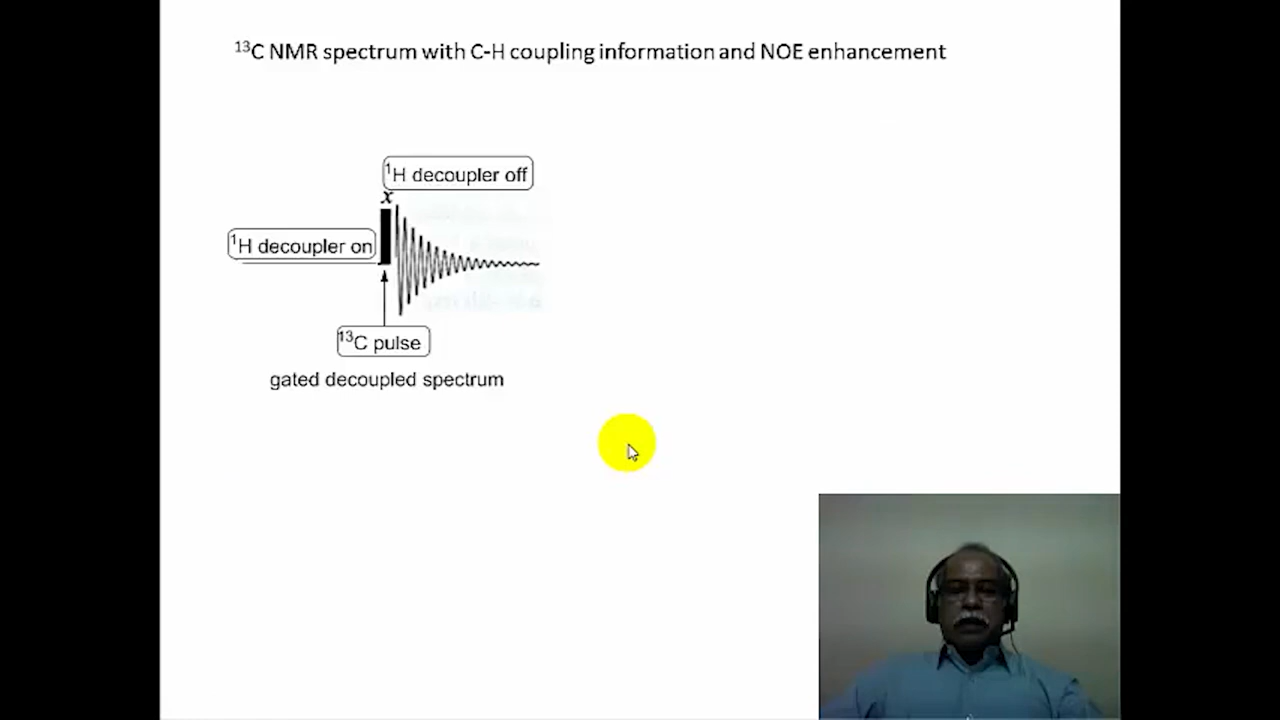 ¹³C NMR spectrum with C-H coupling information and NOE enhancement
¹H decoupler off
x
¹H decoupler on
¹³C pulse
gated decoupled spectrum